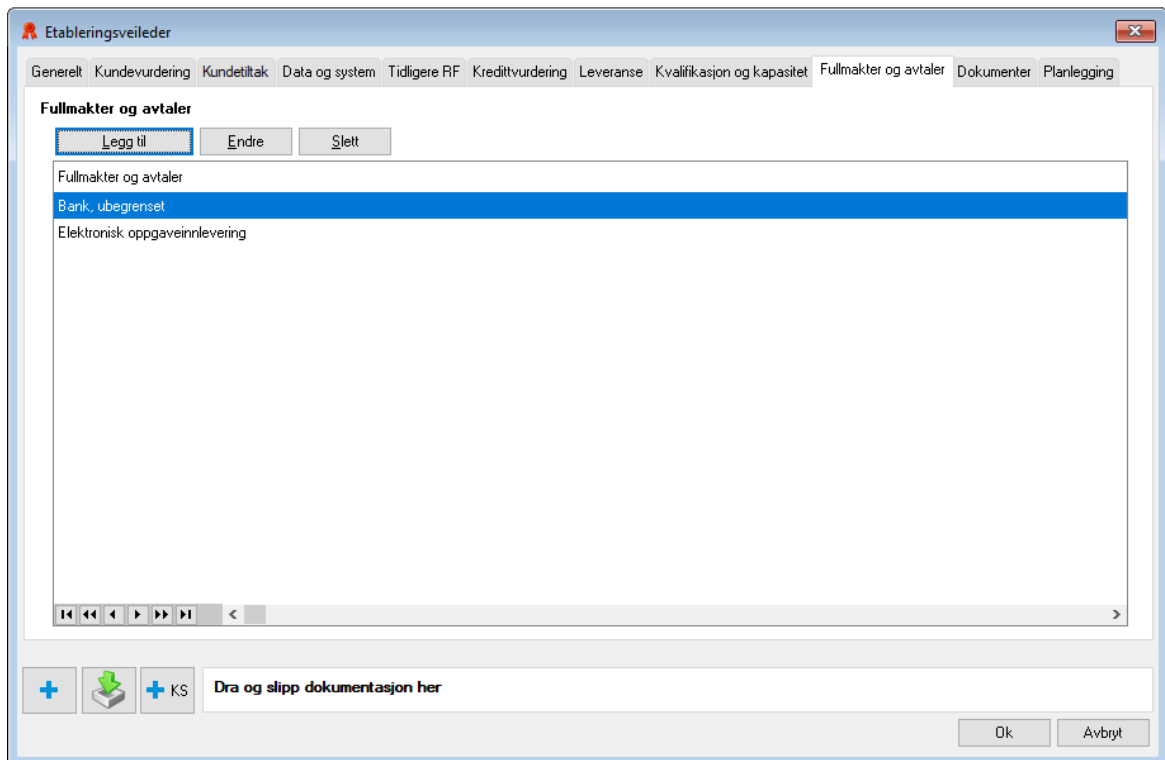 Etableringsveileder
Generelt Kundevurdering Kundetiltak Data og system Tidligere RF Kredittvurdering Leveranse Kvalifikasjon og kapasitet Fullmakter og avtaler Dokumenter Planlegging
Fullmakter og avtaler
Legg til Endre Slett
Fullmakter og avtaler
Bank, ubegrenset
Elektronisk oppgaveinnlevering
KS Dra og slipp dokumentasjon her
Ok Avbryt